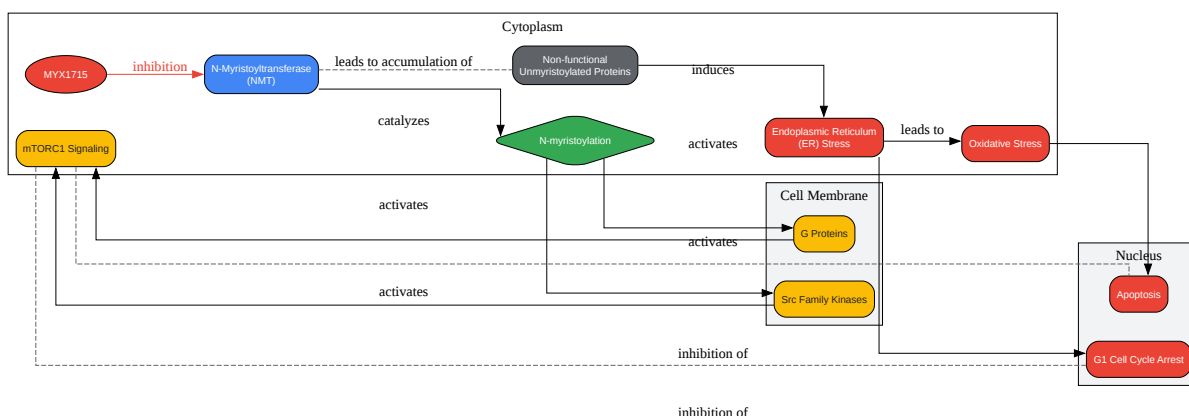 Cytoplasm
MYX1715
inhibition
N-Myristoyltransferase
(NMT)
leads to accumulation of
Non-functional
Unmyristoylated Proteins
induces
catalyzes
mTORC1 Signaling
N-myristoylation
activates
Endoplasmic Reticulum
(ER) Stress
leads to
Oxidative Stress
Cell Membrane
activates
G Proteins
activates
Nucleus
activates
Src Family Kinases
Apoptosis
inhibition of
G1 Cell Cycle Arrest
inhibition of